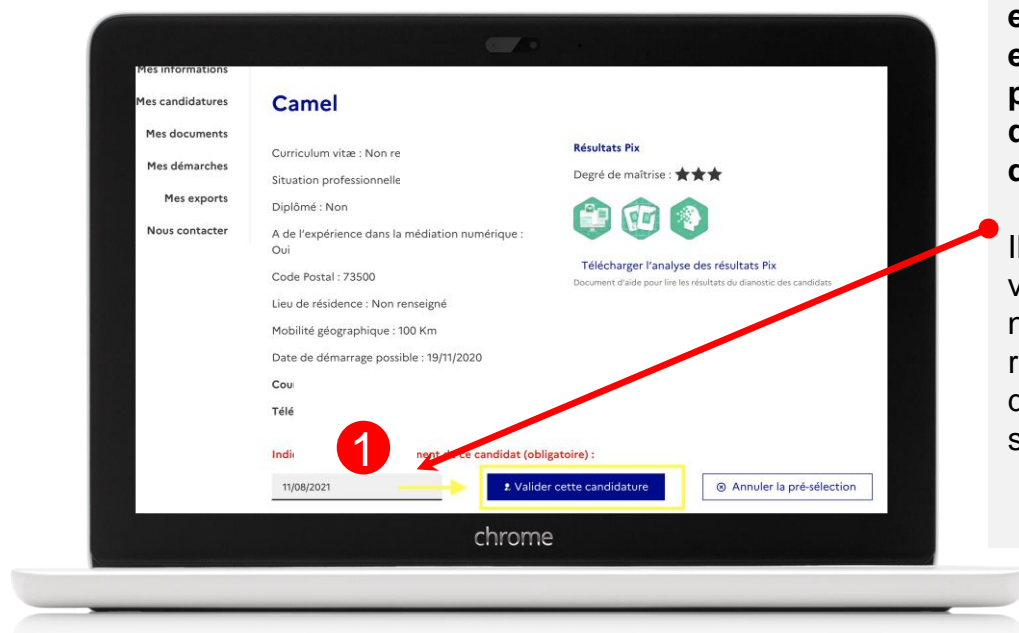 Mes informations
Mes candidatures
Mes documents
Mes démarches
Mes exports
Nous contacter
Camel
Curriculum vitæ : Non re
Situation professionnelle
Diplômé : Non
A de l'expérience dans la médiation numérique :
Oui
Code Postal : 73500
Lieu de résidence : Non renseigné
Mobilité géographique : 100 Km
Date de démarrage possible : 19/11/2020
Cou
Télé
Résultats Pix
Degré de maîtrise :
Télécharger l'analyse des résultats Pix
Document d'aide pour lire les résultats du dianostic des candidats
1
Indi ment de ce candidat (obligatoire) :
11/08/2021
Valider cette candidature
Annuler la pré-sélection
chrome
Il